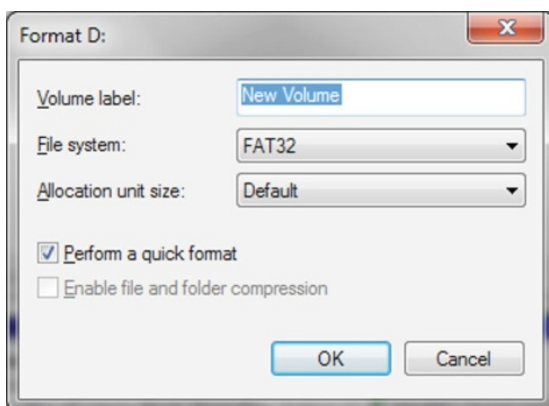 Format D:
Volume label: New Volume
File system: FAT32
Allocation unit size: Default
Perform a quick format
Enable file and folder compression
OK Cancel